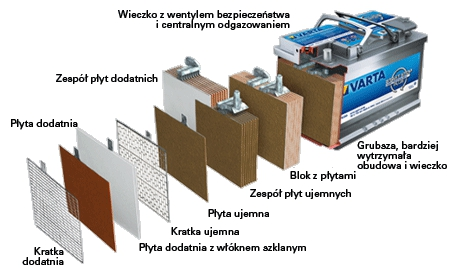 Wieczko z wentylem bezpieczeństwa
i centralnym odgazowaniem
Zespół płyt dodatnich
VARTA
Płyta dodatnia
Grubaza, bardziej
wytrzymała
obudowa i wieczko
Blok z płytami
Zespół płyt ujemnych
Płyta ujemna
Kratka ujemna
Płyta dodatnia z włóknem szklanym
Kratka
dodatnia